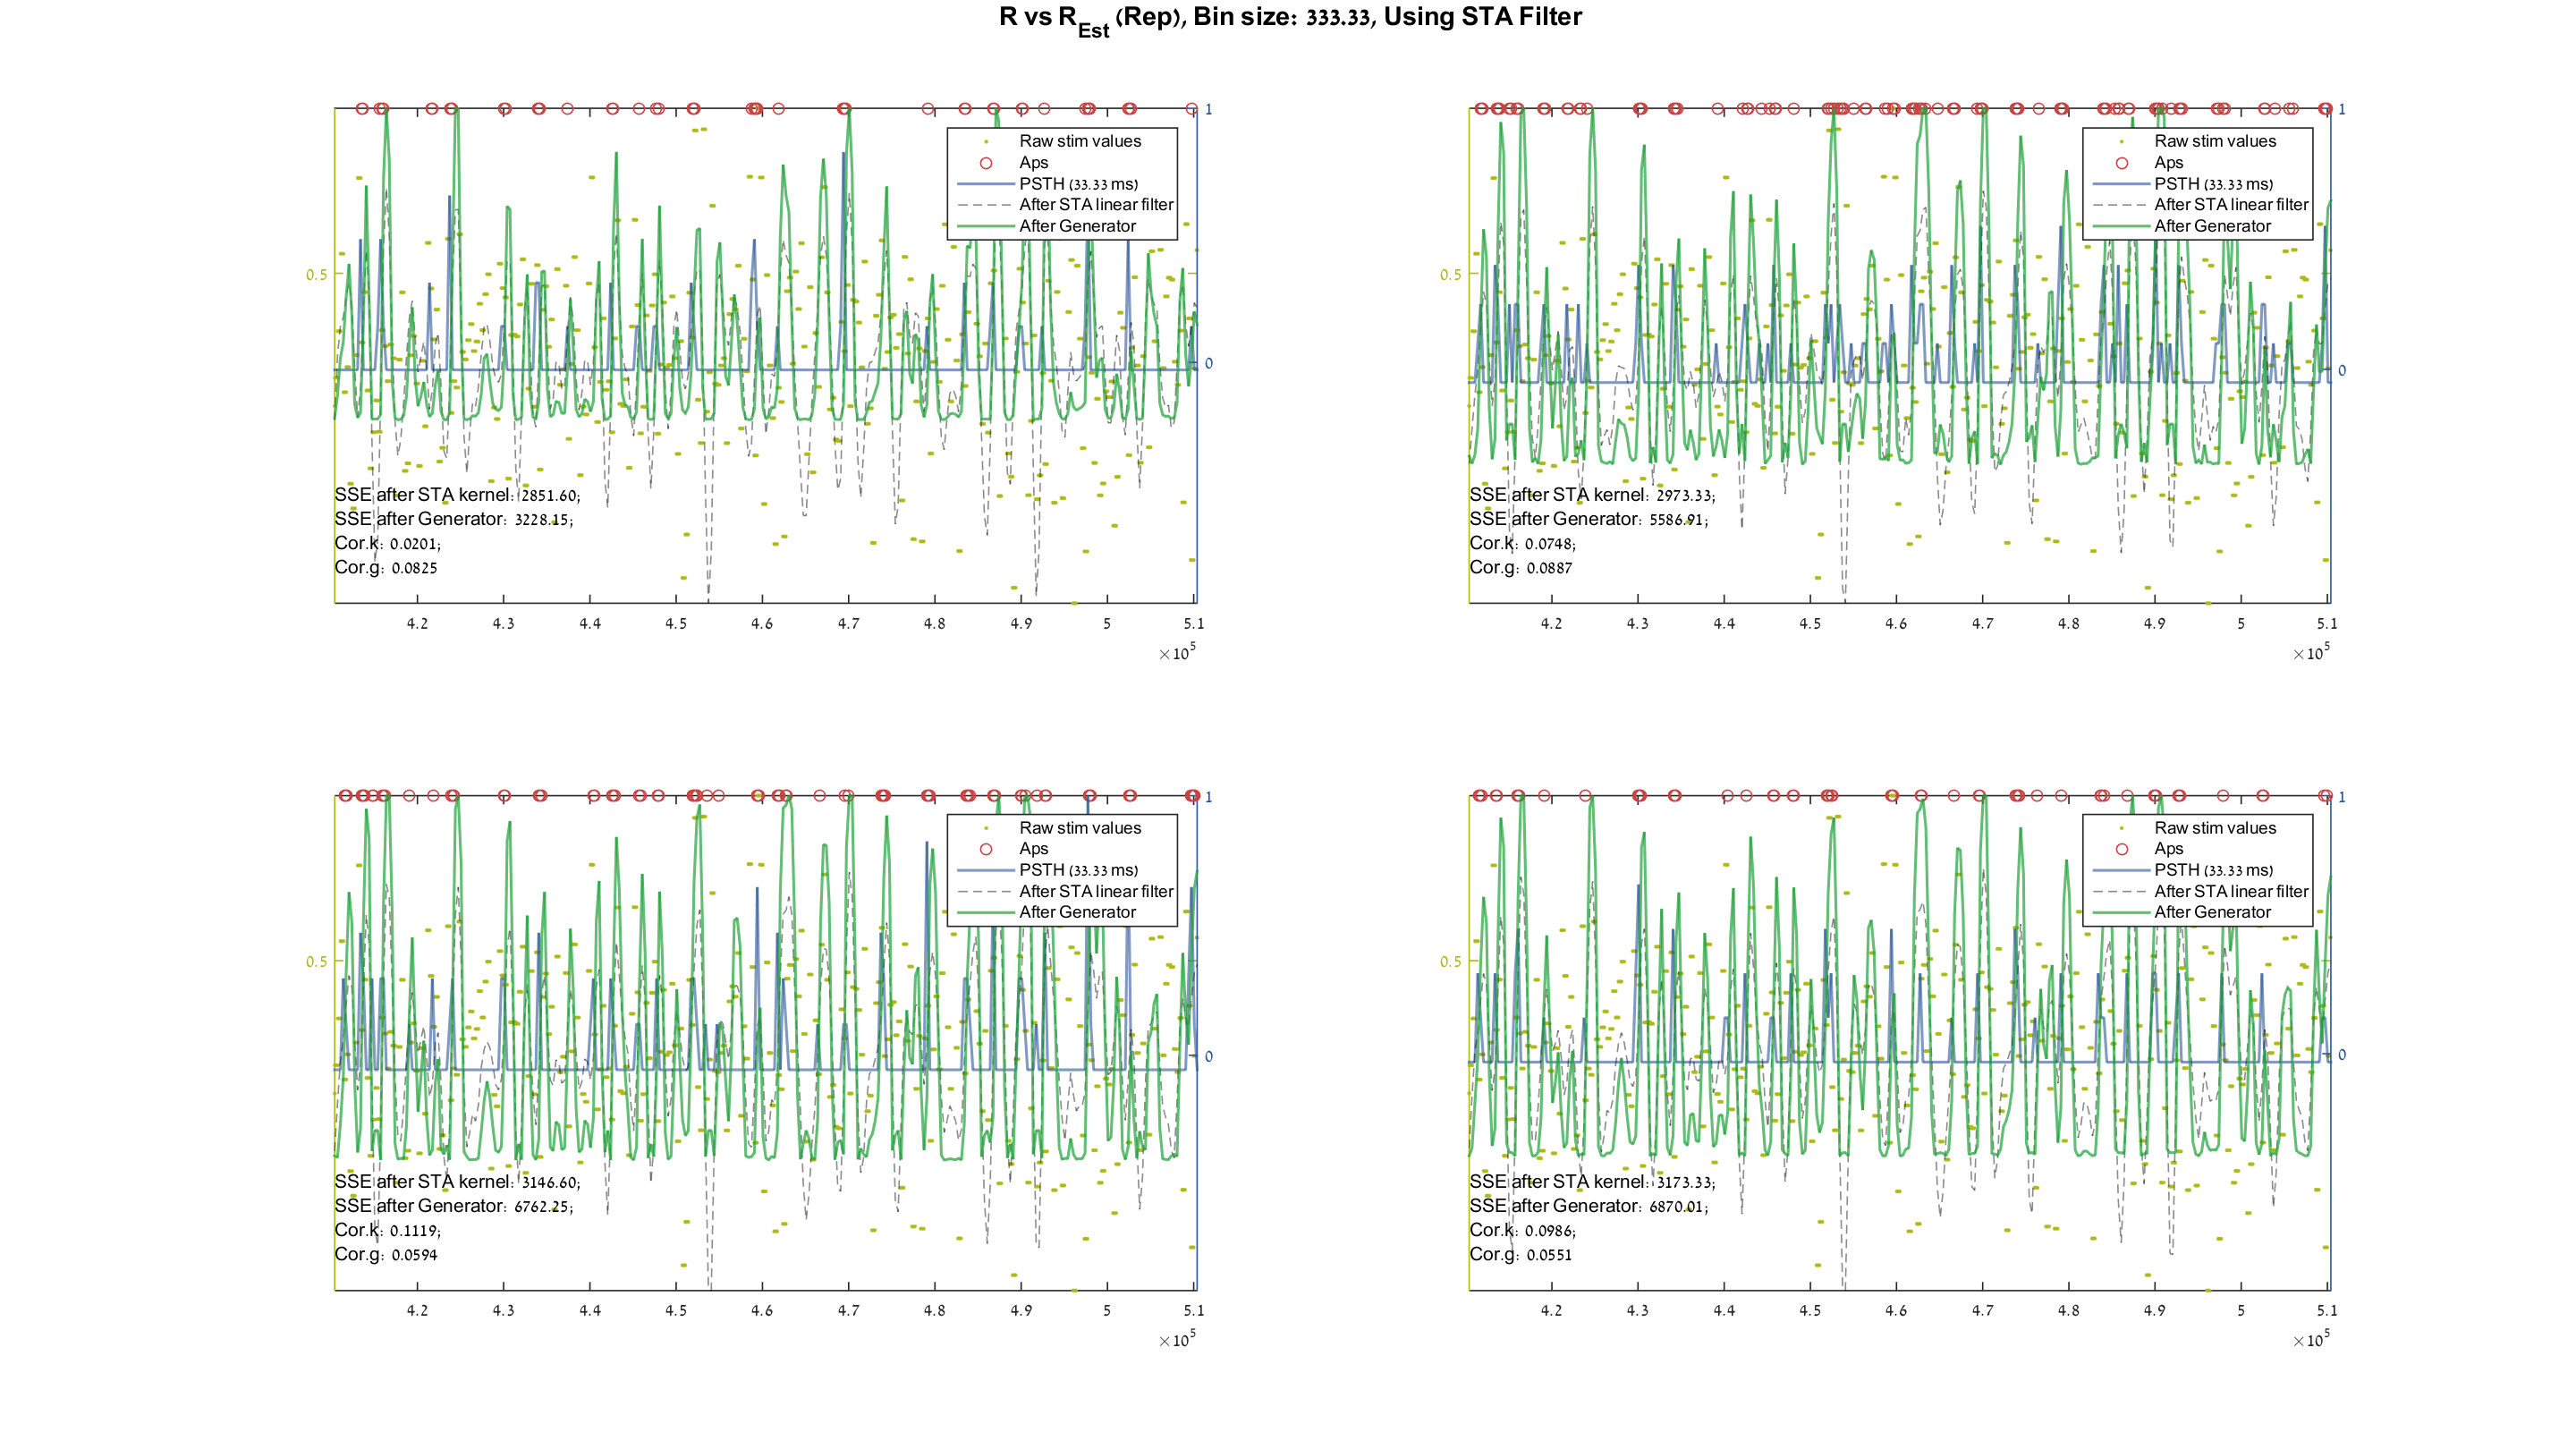 R vs R_Est (Rep), Bin size: 333.33, Using STA Filter
1
Raw stim values
Aps
PSTH (33.33 ms)
After STA linear filter
After Generator
0.5
0
SSE after STA kernel: 2851.60;
SSE after Generator: 3228.15;
Cor.k: 0.0201;
Cor.g: 0.0825
4.2 4.3 4.4 4.5 4.6 4.7 4.8 4.9 5 5.1
×10^5
1
Raw stim values
Aps
PSTH (33.33 ms)
After STA linear filter
After Generator
0.5
0
SSE after STA kernel: 2973.33;
SSE after Generator: 5586.91;
Cor.k: 0.0748;
Cor.g: 0.0887
4.2 4.3 4.4 4.5 4.6 4.7 4.8 4.9 5 5.1
×10^5
1
Raw stim values
Aps
PSTH (33.33 ms)
After STA linear filter
After Generator
0.5
0
SSE after STA kernel: 3146.60;
SSE after Generator: 6762.25;
Cor.k: 0.1119;
Cor.g: 0.0594
4.2 4.3 4.4 4.5 4.6 4.7 4.8 4.9 5 5.1
×10^5
1
Raw stim values
Aps
PSTH (33.33 ms)
After STA linear filter
After Generator
0.5
0
SSE after STA kernel: 3173.33;
SSE after Generator: 6870.01;
Cor.k: 0.0986;
Cor.g: 0.0551
4.2 4.3 4.4 4.5 4.6 4.7 4.8 4.9 5 5.1
×10^5